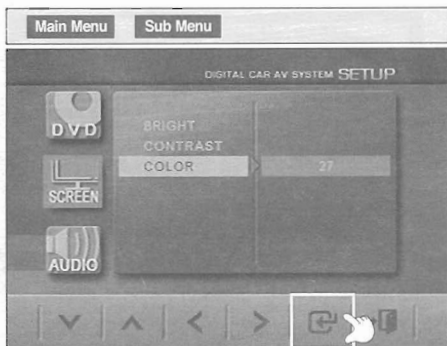 Main Menu Sub Menu
DIGITAL CAR AV SYSTEM SETUP
DVD
BRIGHT
CONTRAST
COLOR 27
SCREEN
AUDIO